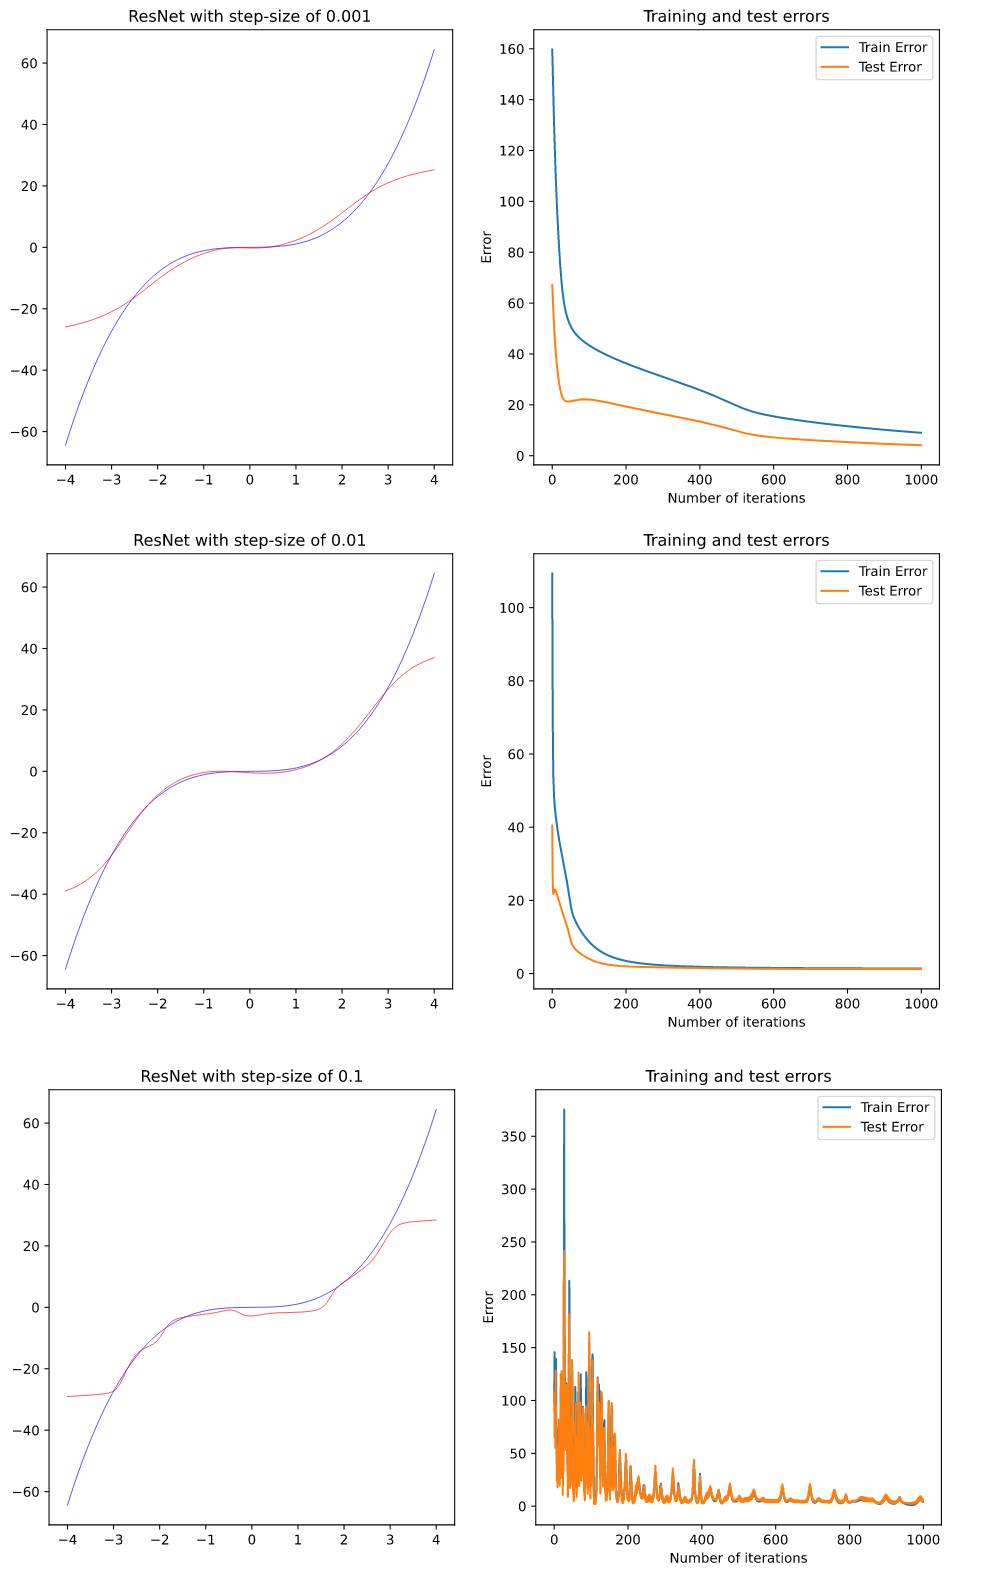 ResNet with step-size of 0.001
60
40
20
0
−20
−40
−60
−4 −3 −2 −1 0 1 2 3 4
Training and test errors
Train Error
Test Error
160
140
120
100
80
60
40
20
0
Error
0 200 400 600 800 1000
Number of iterations
ResNet with step-size of 0.01
60
40
20
0
−20
−40
−60
−4 −3 −2 −1 0 1 2 3 4
Training and test errors
Train Error
Test Error
100
80
60
40
20
0
Error
0 200 400 600 800 1000
Number of iterations
ResNet with step-size of 0.1
60
40
20
0
−20
−40
−60
−4 −3 −2 −1 0 1 2 3 4
Training and test errors
Train Error
Test Error
350
300
250
200
150
100
50
0
Error
0 200 400 600 800 1000
Number of iterations